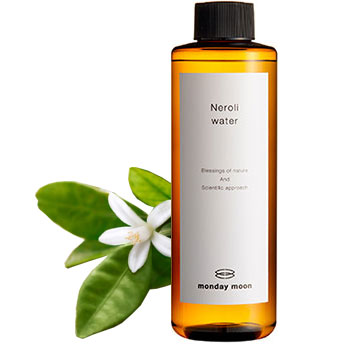 Neroli
water
Blessings of nature
And
Scientific approach
monday moon